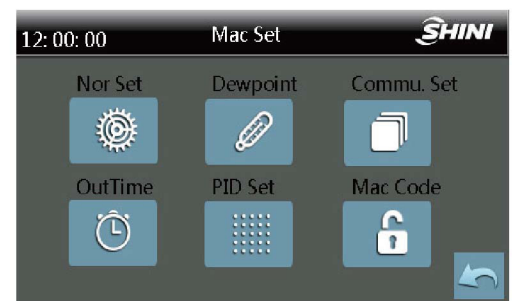 12: 00: 00 Mac Set SHINI
Nor Set Dewpoint Commu. Set
OutTime PID Set Mac Code